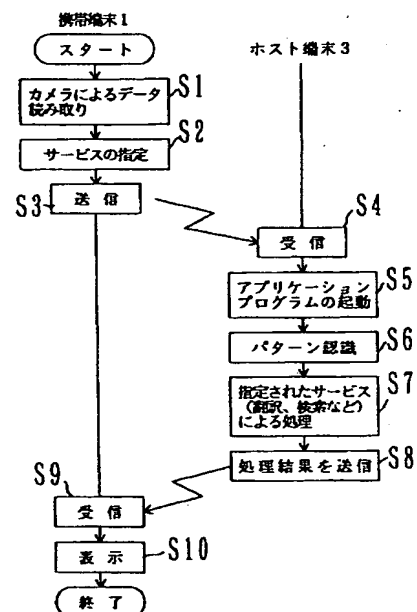 携帯端末1
スタート
ホスト端末3
カメラによるデータ
読み取り
S1
サービスの指定
S2
送信
S3
受信
S4
アプリケーション
プログラムの起動
S5
パターン認識
S6
指定されたサービス
(翻訳、検索など)
による処理
S7
処理結果を送信
S8
受信
S9
表示
S10
終了